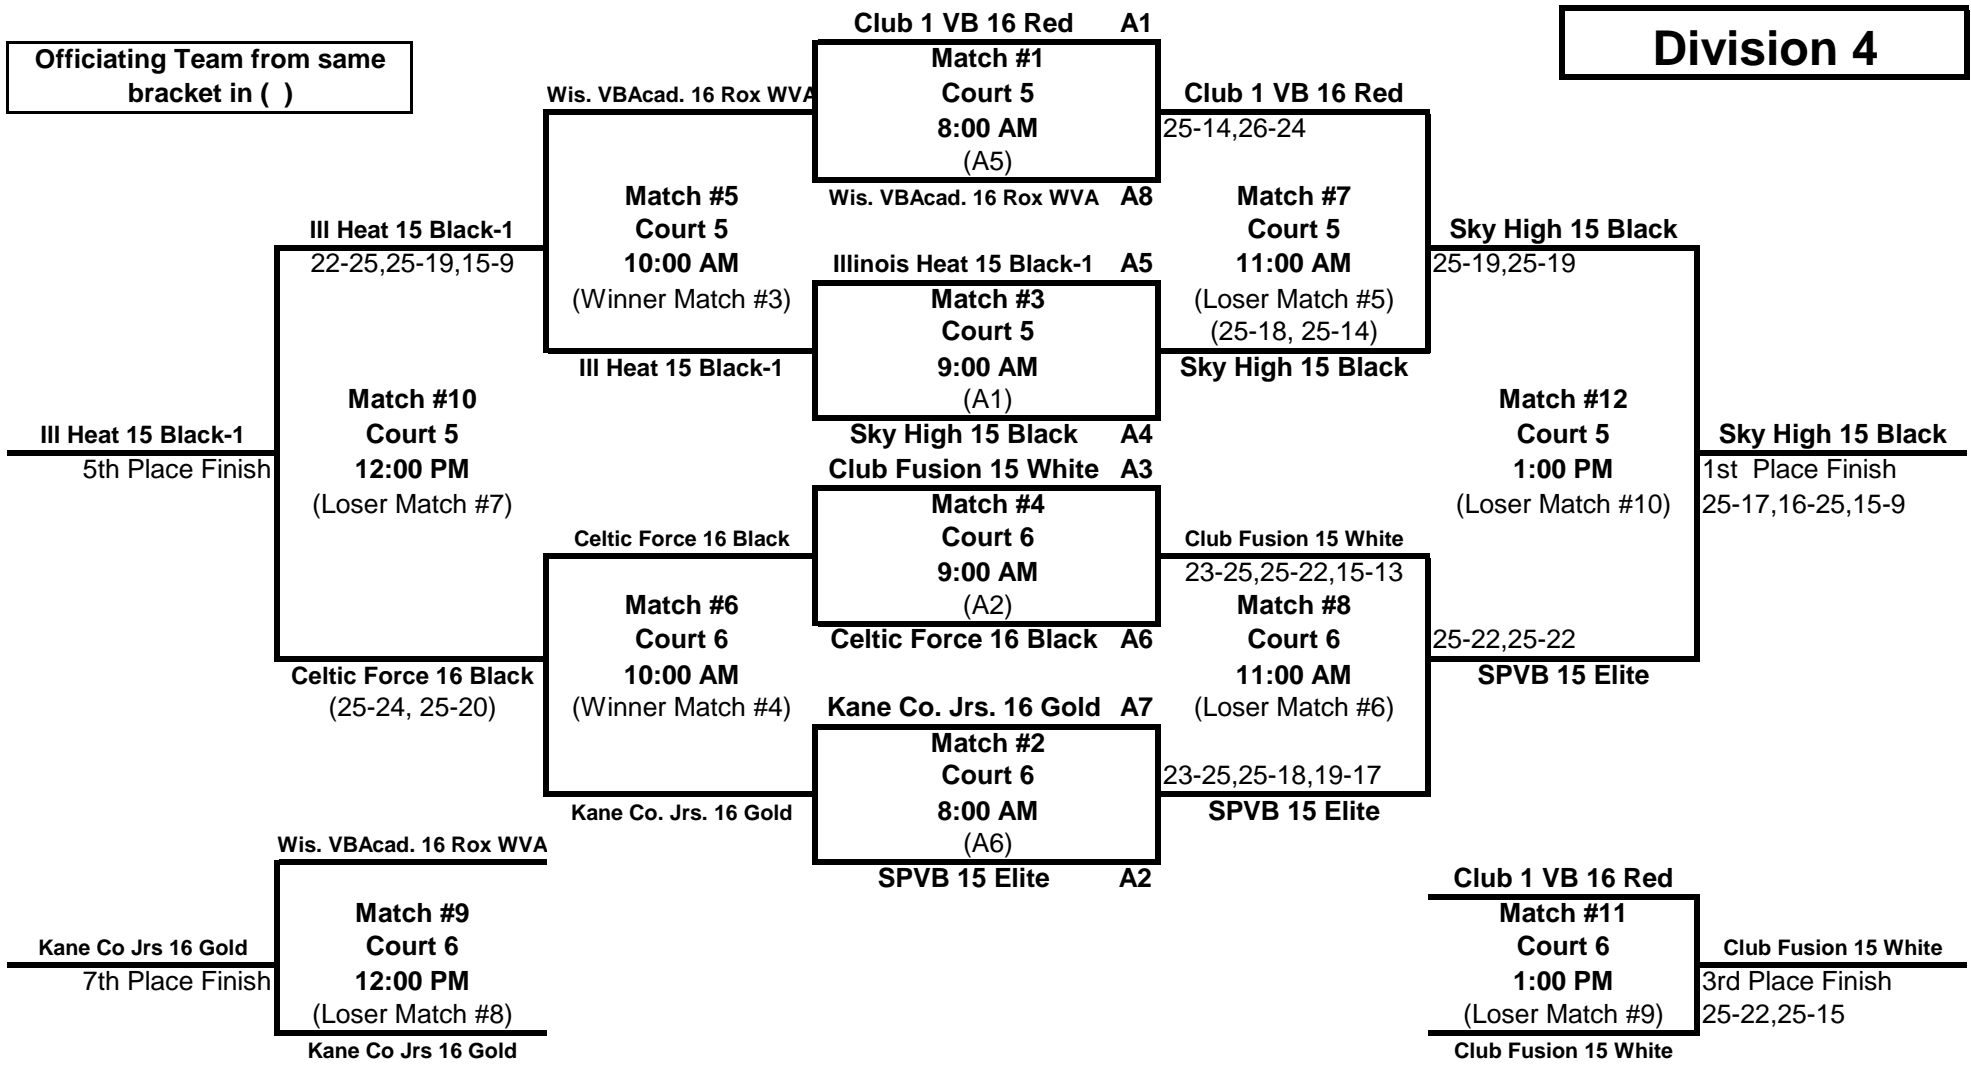 Club 1 VB 16 Red A1
Division 4
Officiating Team from same
bracket in ( )
Match #1
Court 5
8:00 AM
(A5)
Wis. VBAcad. 16 Rox WVA
Club 1 VB 16 Red
25-14,26-24
Wis. VBAcad. 16 Rox WVA A8
Match #5
Court 5
10:00 AM
(Winner Match #3)
Match #7
Court 5
11:00 AM
(Loser Match #5)
(25-18, 25-14)
Ill Heat 15 Black-1
22-25,25-19,15-9
Sky High 15 Black
25-19,25-19
Illinois Heat 15 Black-1 A5
Match #3
Court 5
9:00 AM
(A1)
Ill Heat 15 Black-1
Sky High 15 Black
Sky High 15 Black A4
Match #10
Court 5
12:00 PM
(Loser Match #7)
Match #12
Court 5
1:00 PM
(Loser Match #10)
Ill Heat 15 Black-1
5th Place Finish
Sky High 15 Black
1st Place Finish
25-17,16-25,15-9
Club Fusion 15 White A3
Match #4
Court 6
9:00 AM
(A2)
Celtic Force 16 Black
Club Fusion 15 White
23-25,25-22,15-13
Celtic Force 16 Black A6
Match #6
Court 6
10:00 AM
(Winner Match #4)
Match #8
Court 6
11:00 AM
(Loser Match #6)
Celtic Force 16 Black
(25-24, 25-20)
25-22,25-22
SPVB 15 Elite
Kane Co. Jrs. 16 Gold A7
Match #2
Court 6
8:00 AM
(A6)
Kane Co. Jrs. 16 Gold
23-25,25-18,19-17
SPVB 15 Elite
SPVB 15 Elite A2
Wis. VBAcad. 16 Rox WVA
Match #9
Court 6
12:00 PM
(Loser Match #8)
Kane Co Jrs 16 Gold
Kane Co Jrs 16 Gold
7th Place Finish
Club 1 VB 16 Red
Match #11
Court 6
1:00 PM
(Loser Match #9)
Club Fusion 15 White
Club Fusion 15 White
3rd Place Finish
25-22,25-15